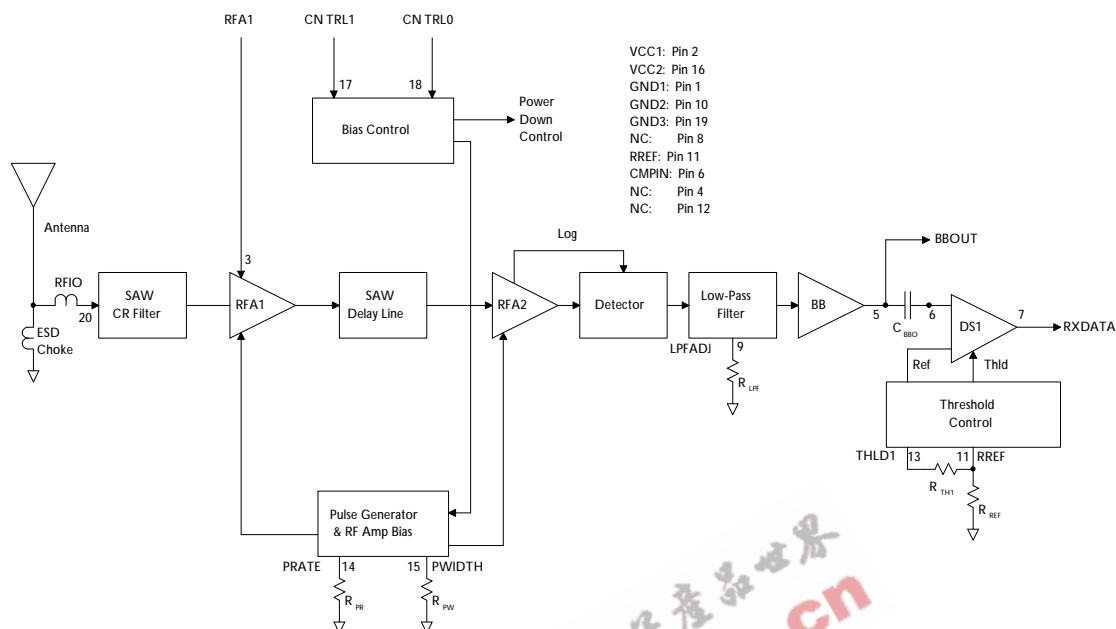 RFA1
CN TRL1
CN TRL0
VCC1: Pin 2
VCC2: Pin 16
GND1: Pin 1
GND2: Pin 10
GND3: Pin 19
NC: Pin 8
RREF: Pin 11
CMPIN: Pin 6
NC: Pin 4
NC: Pin 12
17
18
Bias Control
Power
Down
Control
Antenna
Log
BBOUT
3
RFIO
20
SAW
CR Filter
RFA1
SAW
Delay Line
RFA2
Detector
Low-Pass
Filter
BB
5
C BBO
6
DS1
7
RXDATA
ESD
Choke
LPFADJ
9
R LPF
Ref
Thld
Threshold
Control
THLD1
13
11
RREF
R TH1
R REF
Pulse Generator
& RF Amp Bias
PRATE
14
15
PWIDTH
R PR
R PW
產品世界
cn